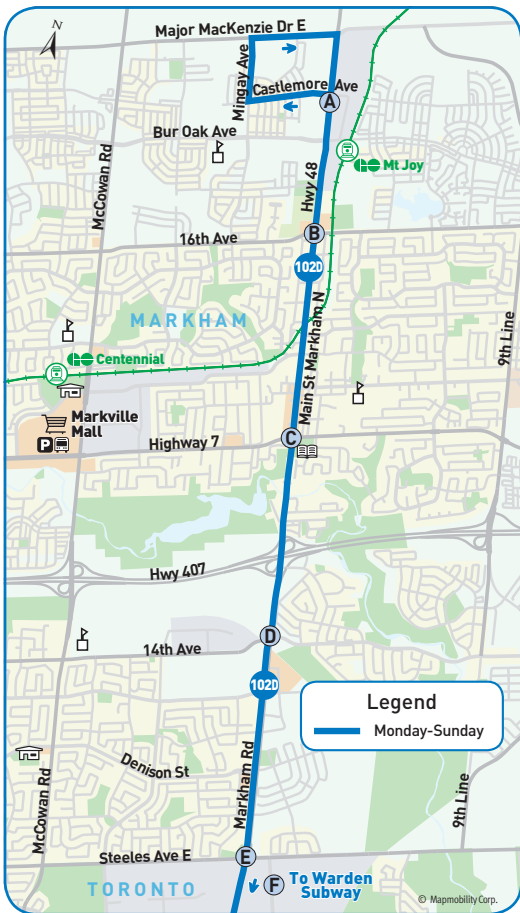 N
Major MacKenzie Dr E
Mingay Ave
Castlemore Ave
A
Bur Oak Ave
Mt Joy
Hwy 48
McCowan Rd
B
16th Ave
102D
MARKHAM
Main St Markham N
9th Line
Centennial
Markville
Mall
P
Highway 7
C
Hwy 407
D
14th Ave
102D
Legend
Monday-Sunday
Denison St
Markham Rd
McCowan Rd
9th Line
Steeles Ave E
E
F
To Warden
Subway
TORONTO
© Mapmobility Corp.